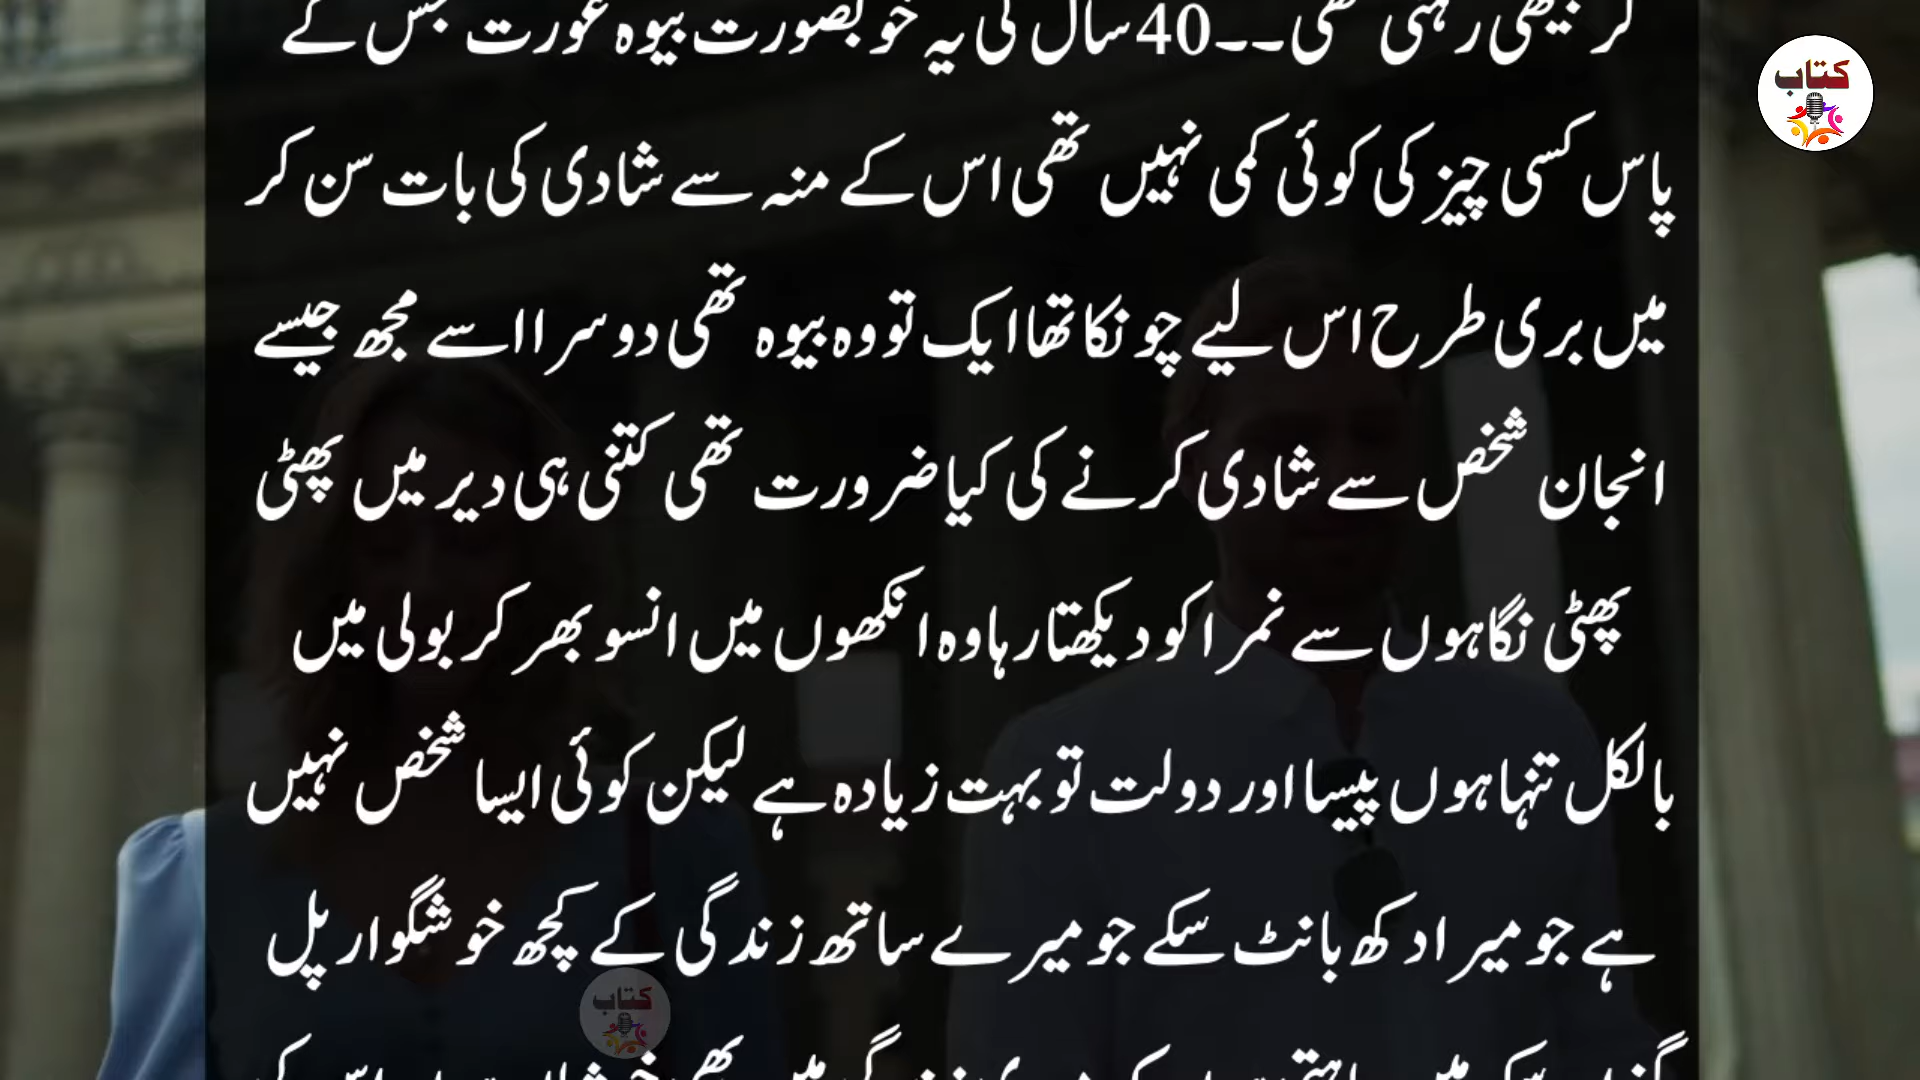 کر بیٹھی رہتی تھی۔۔40 سال کی یہ خوبصورت بیوہ عورت جس کے
پاس کسی چیز کی کوئی کمی نہیں تھی اس کے منہ سے شادی کی بات سن کر
میں بری طرح اس لیے چونکا تھا ایک تو وہ بیوہ تھی دوسرا اسے مجھ جیسے
انجان شخص سے شادی کرنے کی کیا ضرورت تھی کتنی ہی دیر میں پھٹی
پھٹی نگاہوں سے نمرا کو دیکھتا رہا وہ انکھوں میں انسو بھر کر بولی میں
بالکل تنہا ہوں پیسا اور دولت تو بہت زیادہ ہے لیکن کوئی ایسا شخص نہیں
ہے جو میرا دکھ بانٹ سکے جو میرے ساتھ زندگی کے کچھ خوشگوار پل
کتاب
کتاب